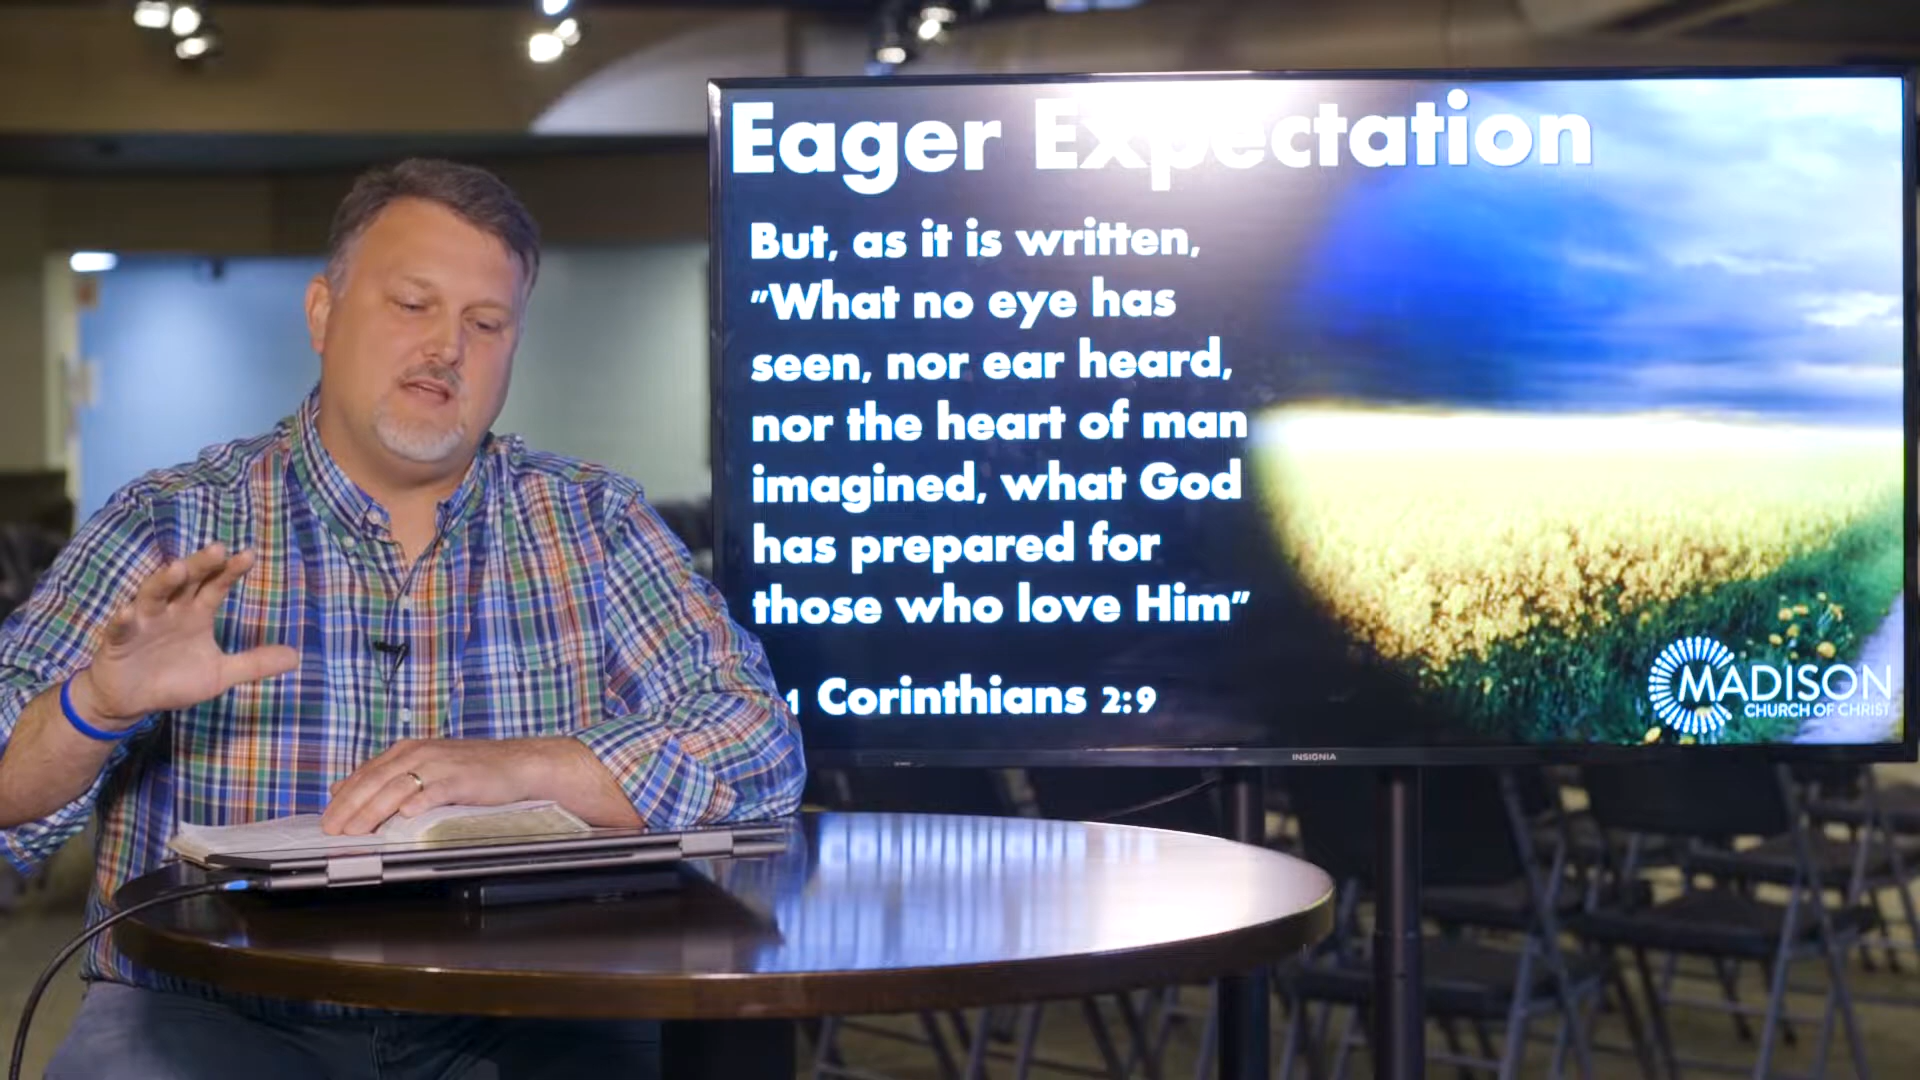 Eager Expectation
But, as it is written,
"What no eye has
seen, nor ear heard,
nor the heart of man
imagined, what God
has prepared for
those who love Him"
1 Corinthians 2:9
MADISON
CHURCH OF CHRIST
INSIGNIA